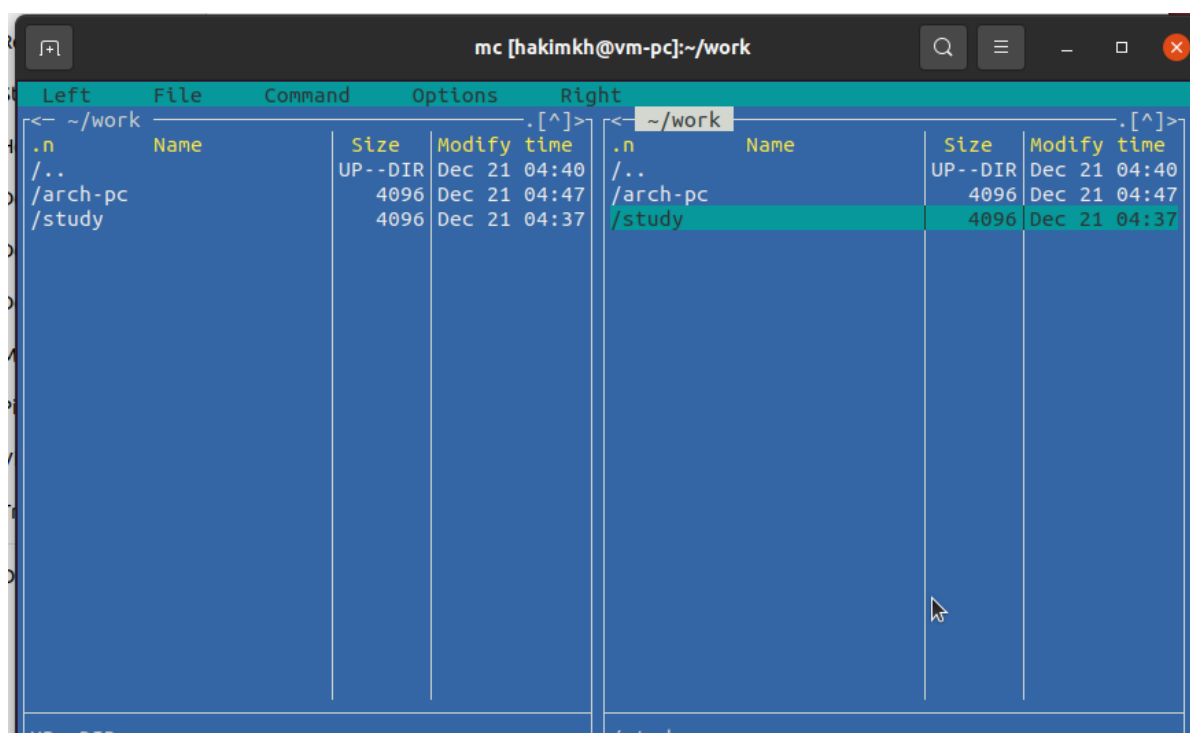 mc [hakimkh@vm-pc]:~/work
Left File Command Options Right
<- ~/work .[^]> <- ~/work .[^]>
.n Name Size Modify time .n Name Size Modify time
/.. UP--DIR Dec 21 04:40 /.. UP--DIR Dec 21 04:40
/arch-pc 4096 Dec 21 04:47 /arch-pc 4096 Dec 21 04:47
/study 4096 Dec 21 04:37 /study 4096 Dec 21 04:37